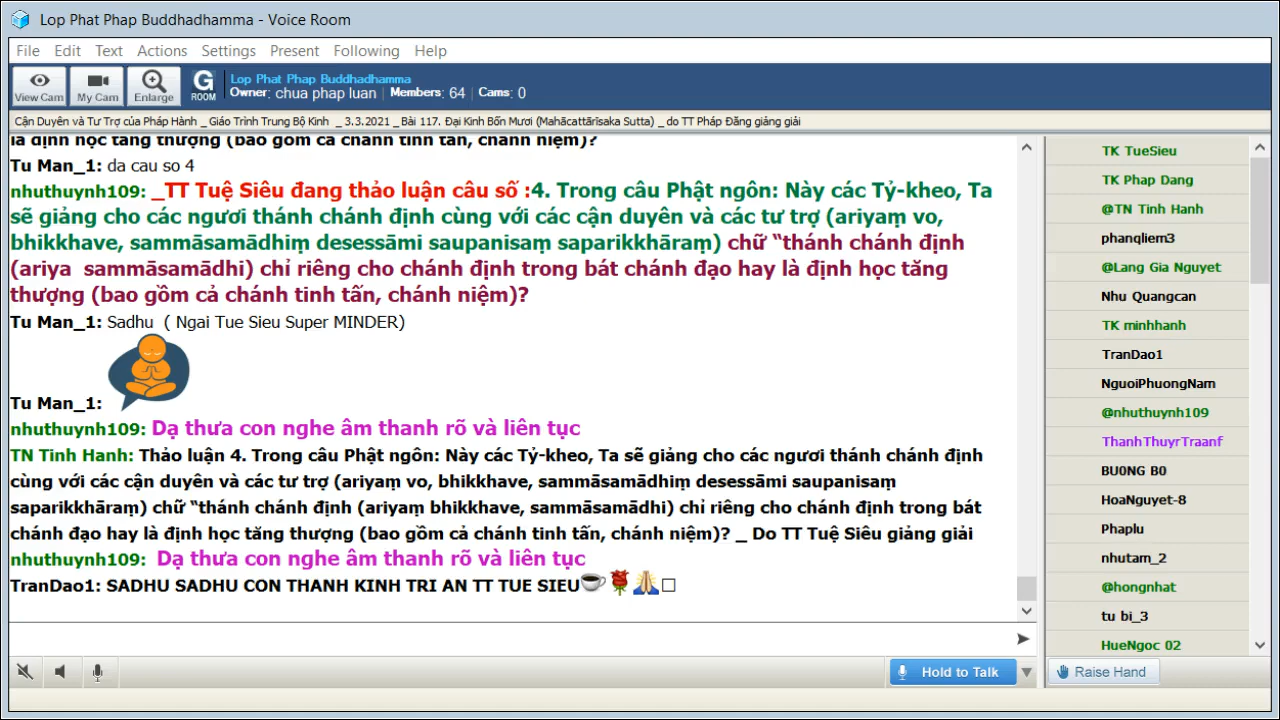 Lop Phat Phap Buddhadhamma - Voice Room
File Edit Text Actions Settings Present Following Help
View Cam My Cam Enlarge G ROOM
Lop Phat Phap Buddhadhamma
Owner: chua phap luan Members: 64 Cams: 0
Cận Duyên và Tư Trợ của Pháp Hành _ Giáo Trình Trung Bộ Kinh _ 3.3.2021 _ Bài 117. Đại Kinh Bốn Mươi (Mahācattārīsaka Sutta) _ do TT Pháp Đăng giảng giải
là định học tăng thượng (bao gồm cả chánh tinh tấn, chánh niệm)?
Tu Man_1: da cau so 4
nhuthuynh109: _TT Tuệ Siêu đang thảo luận câu số :4. Trong câu Phật ngôn: Này các Tỷ-kheo, Ta
sẽ giảng cho các ngươi thánh chánh định cùng với các cận duyên và các tư trợ (ariyaṃ vo,
bhikkhave, sammāsamādhiṃ desessāmi saupanisaṃ saparikkhāraṃ) chữ “thánh chánh định
(ariya sammāsamādhi) chỉ riêng cho chánh định trong bát chánh đạo hay là định học tăng
thượng (bao gồm cả chánh tinh tấn, chánh niệm)?
Tu Man_1: Sadhu ( Ngai Tue Sieu Super MINDER)
Tu Man_1:
nhuthuynh109: Dạ thưa con nghe âm thanh rõ và liên tục
TN Tinh Hanh: Thảo luận 4. Trong câu Phật ngôn: Này các Tỷ-kheo, Ta sẽ giảng cho các ngươi thánh chánh định
cùng với các cận duyên và các tư trợ (ariyaṃ vo, bhikkhave, sammāsamādhiṃ desessāmi saupanisaṃ
saparikkhāraṃ) chữ “thánh chánh định (ariyaṃ bhikkhave, sammāsamādhi) chỉ riêng cho chánh định trong bát
chánh đạo hay là định học tăng thượng (bao gồm cả chánh tinh tấn, chánh niệm)? _ Do TT Tuệ Siêu giảng giải
nhuthuynh109: Dạ thưa con nghe âm thanh rõ và liên tục
TranDao1: SADHU SADHU CON THANH KINH TRI AN TT TUE SIEU☕🌹🙏□
TK TueSieu
TK Phap Dang
@TN Tinh Hanh
phanqliem3
@Lang Gia Nguyet
Nhu Quangcan
TK minhhanh
TranDao1
NguoiPhuongNam
@nhuthuynh109
ThanhThuyrTraanf
BU0NG B0
HoaNguyet-8
Phaplu
nhutam_2
@hongnhat
tu bi_3
HueNgoc 02
Hold to Talk
Raise Hand